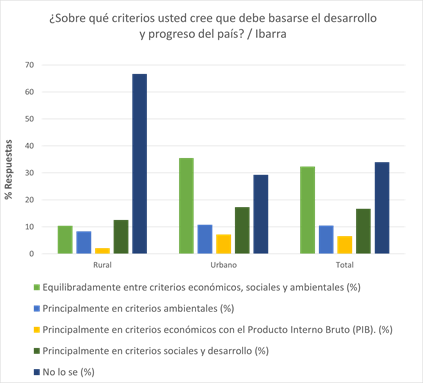 ¿Sobre qué criterios usted cree que debe basarse el desarrollo
y progreso del país? / Ibarra
% Respuestas
70
60
50
40
30
20
10
0
Rural
Urbano
Total
Equilibradamente entre criterios económicos, sociales y ambientales (%)
Principalmente en criterios ambientales (%)
Principalmente en criterios económicos con el Producto Interno Bruto (PIB). (%)
Principalmente en criterios sociales y desarrollo (%)
No lo se (%)